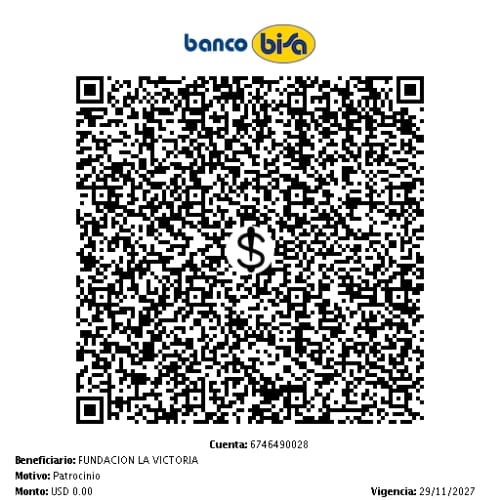 banco bisa
$
Cuenta: 6746490028
Beneficiario: FUNDACION LA VICTORIA
Motivo: Patrocinio
Monto: USD 0.00 Vigencia: 29/11/2027